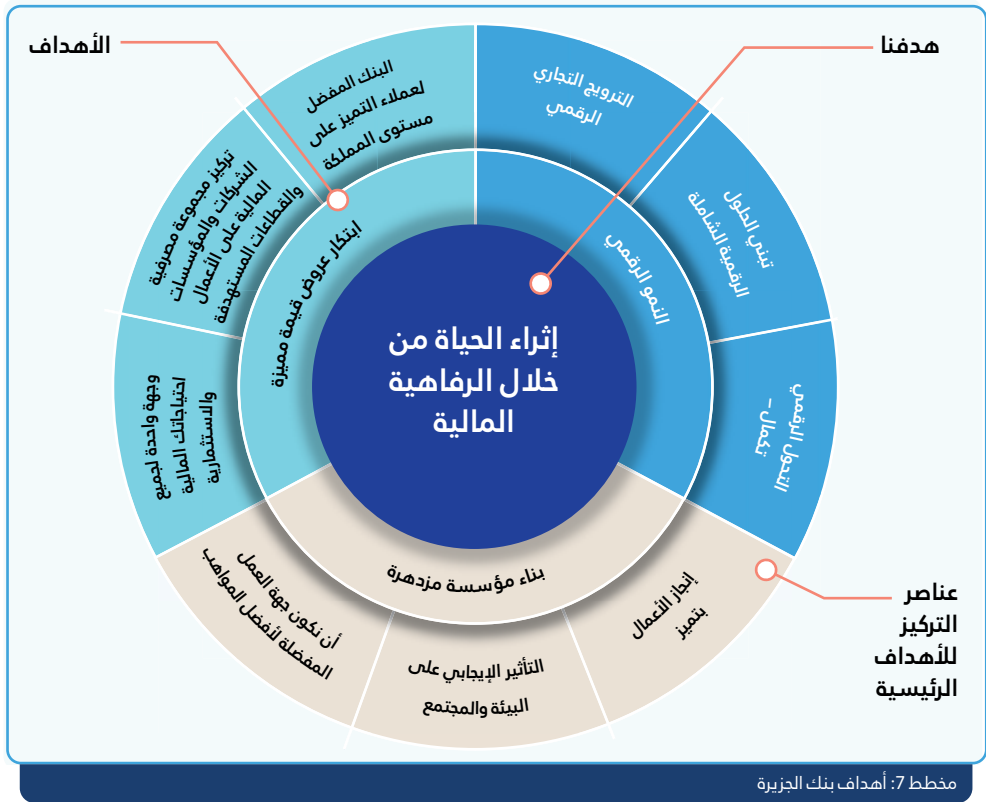 هدفنا
الأهداف
إثراء الحياة من
خلال الرفاهية
المالية
النمو الرقمي
الترويج التجاري
الرقمي
تبني الحلول
الرقمية الشاملة
التحول الرقمي
– تكمال
بناء مؤسسة مزدهرة
إنجاز الأعمال
بتميز
التأثير الإيجابي على
البيئة والمجتمع
أن نكون جهة العمل
المفضلة لأفضل المواهب
ابتكار عروض قيمة مميزة
وجهة واحدة لجميع
احتياجاتك المالية
والاستثمارية
تركيز مجموعة مصرفية
الشركات والمؤسسات
المالية على الأعمال
والقطاعات المستهدفة
البنك المفضل
لعملاء التميز على
مستوى المملكة
عناصر
التركيز
للأهداف
الرئيسية
مخطط 7: أهداف بنك الجزيرة